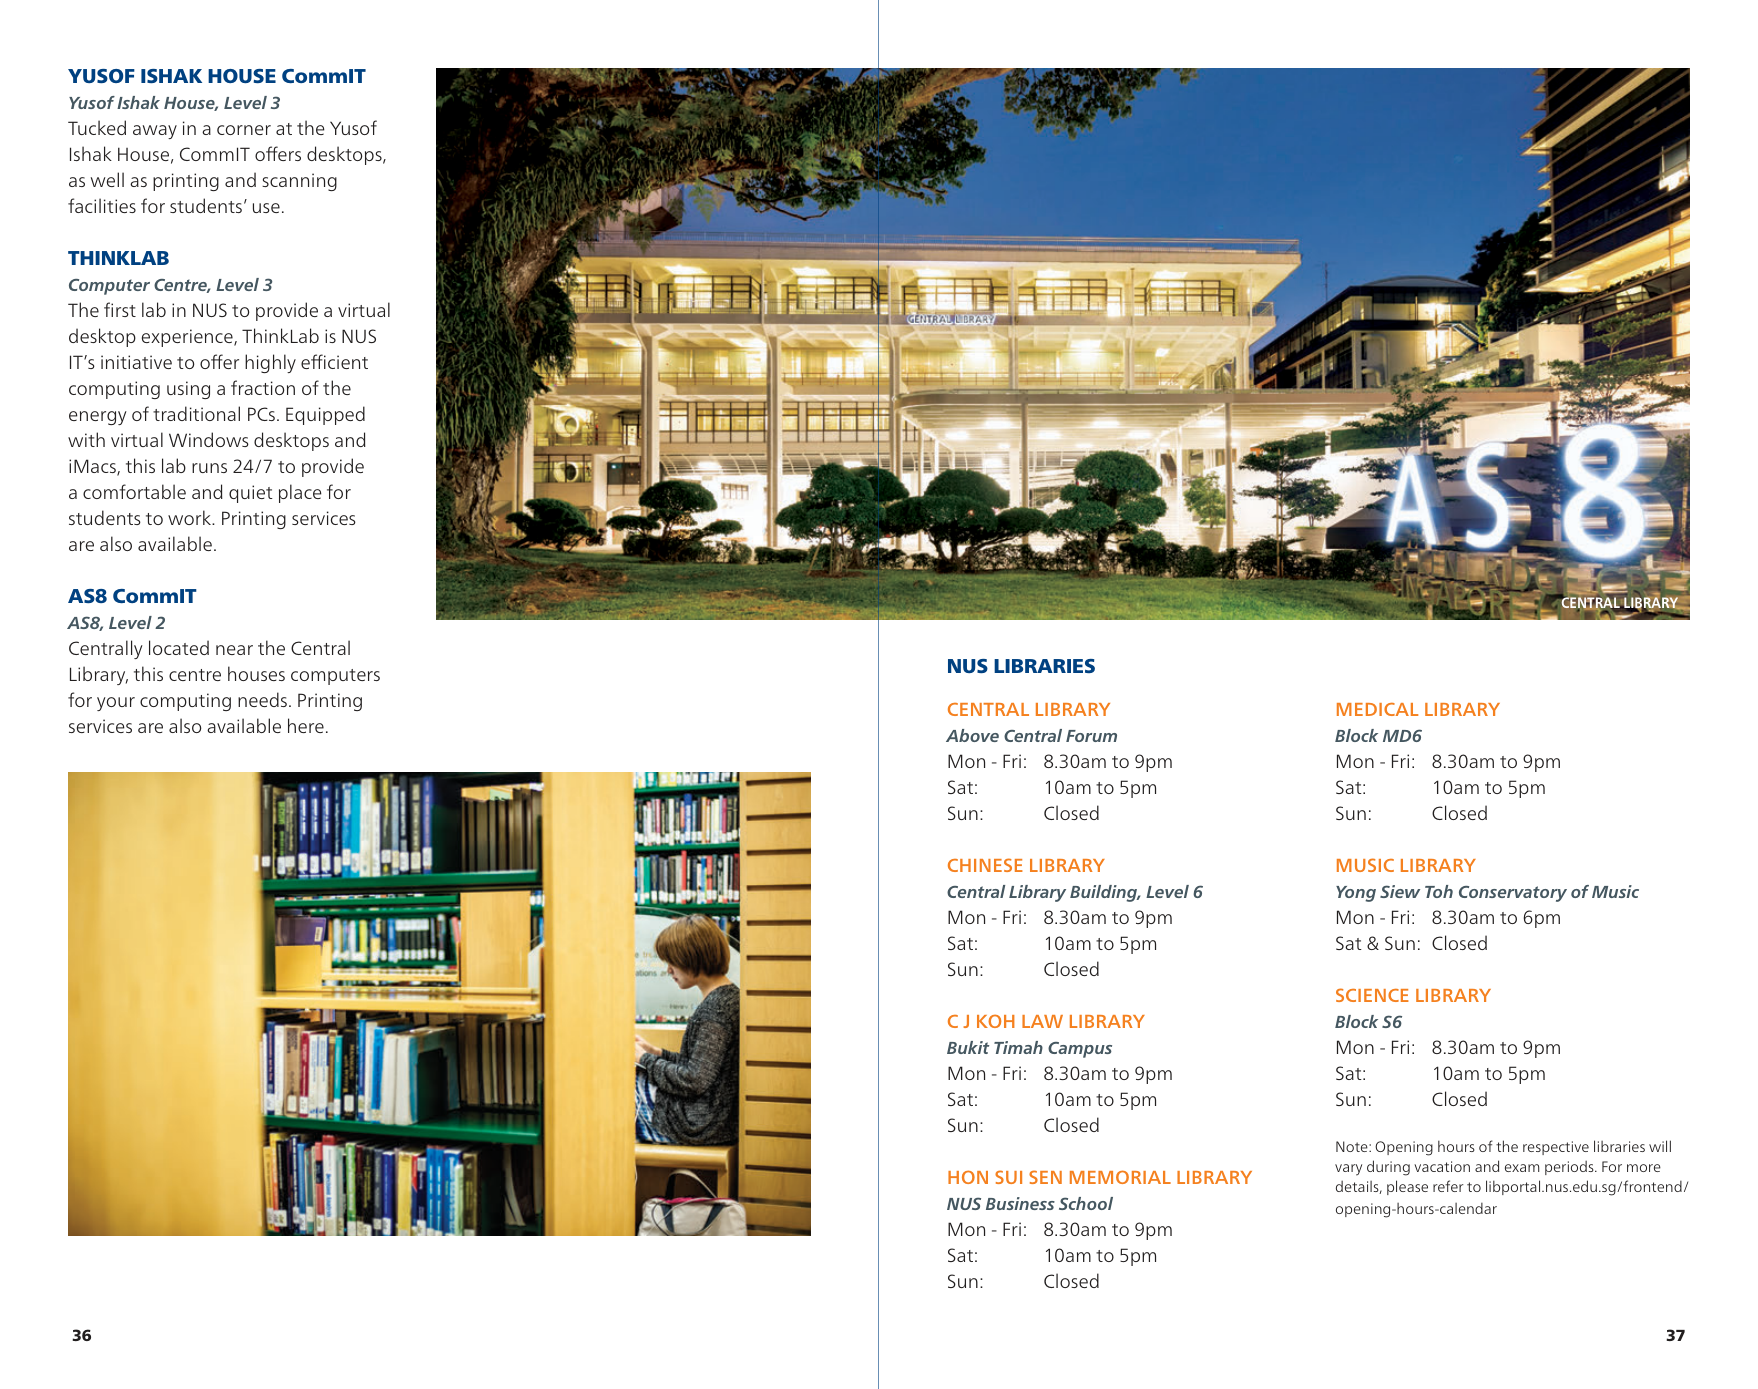 YUSOF ISHAK HOUSE CommIT
Yusof Ishak House, Level 3
Tucked away in a corner at the Yusof
Ishak House, CommIT offers desktops,
as well as printing and scanning
facilities for students’ use.
THINKLAB
Computer Centre, Level 3
The first lab in NUS to provide a virtual
desktop experience, ThinkLab is NUS
IT’s initiative to offer highly efficient
computing using a fraction of the
energy of traditional PCs. Equipped
with virtual Windows desktops and
iMacs, this lab runs 24/7 to provide
a comfortable and quiet place for
students to work. Printing services
are also available.
AS8 CommIT
AS8, Level 2
Centrally located near the Central
Library, this centre houses computers
for your computing needs. Printing
services are also available here.
CENTRAL LIBRARY
AS8
CENTRAL LIBRARY
NUS LIBRARIES
CENTRAL LIBRARY
Above Central Forum
Mon - Fri: 8.30am to 9pm
Sat: 10am to 5pm
Sun: Closed
CHINESE LIBRARY
Central Library Building, Level 6
Mon - Fri: 8.30am to 9pm
Sat: 10am to 5pm
Sun: Closed
C J KOH LAW LIBRARY
Bukit Timah Campus
Mon - Fri: 8.30am to 9pm
Sat: 10am to 5pm
Sun: Closed
HON SUI SEN MEMORIAL LIBRARY
NUS Business School
Mon - Fri: 8.30am to 9pm
Sat: 10am to 5pm
Sun: Closed
MEDICAL LIBRARY
Block MD6
Mon - Fri: 8.30am to 9pm
Sat: 10am to 5pm
Sun: Closed
MUSIC LIBRARY
Yong Siew Toh Conservatory of Music
Mon - Fri: 8.30am to 6pm
Sat & Sun: Closed
SCIENCE LIBRARY
Block S6
Mon - Fri: 8.30am to 9pm
Sat: 10am to 5pm
Sun: Closed
Note: Opening hours of the respective libraries will
vary during vacation and exam periods. For more
details, please refer to libportal.nus.edu.sg/frontend/
opening-hours-calendar
36
37